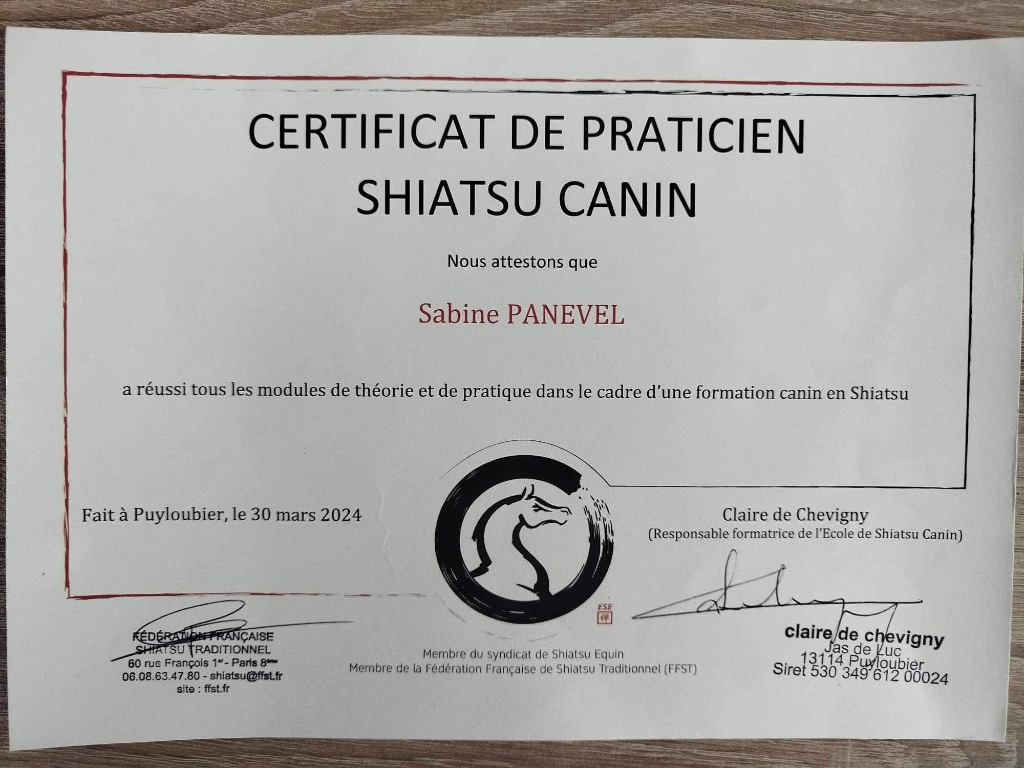 CERTIFICAT DE PRATICIEN
SHIATSU CANIN
Nous attestons que
Sabine PANEVEL
a réussi tous les modules de théorie et de pratique dans le cadre d'une formation canin en Shiatsu
Fait à Puyloubier, le 30 mars 2024
Claire de Chevigny
(Responsable formatrice de l'Ecole de Shiatsu Canin)
ESE
FÉDÉRATION FRANÇAISE
SHIATSU TRADITIONNEL
60 rue François 1er - Paris 8ème
06.08.63.47.80 - shiatsu@ffst.fr
site : ffst.fr
Membre du syndicat de Shiatsu Equin
Membre de la Fédération Française de Shiatsu Traditionnel (FFST)
claire de chevigny
Jas de Luc
13114 Puyloubier
Siret 530 349 612 00024